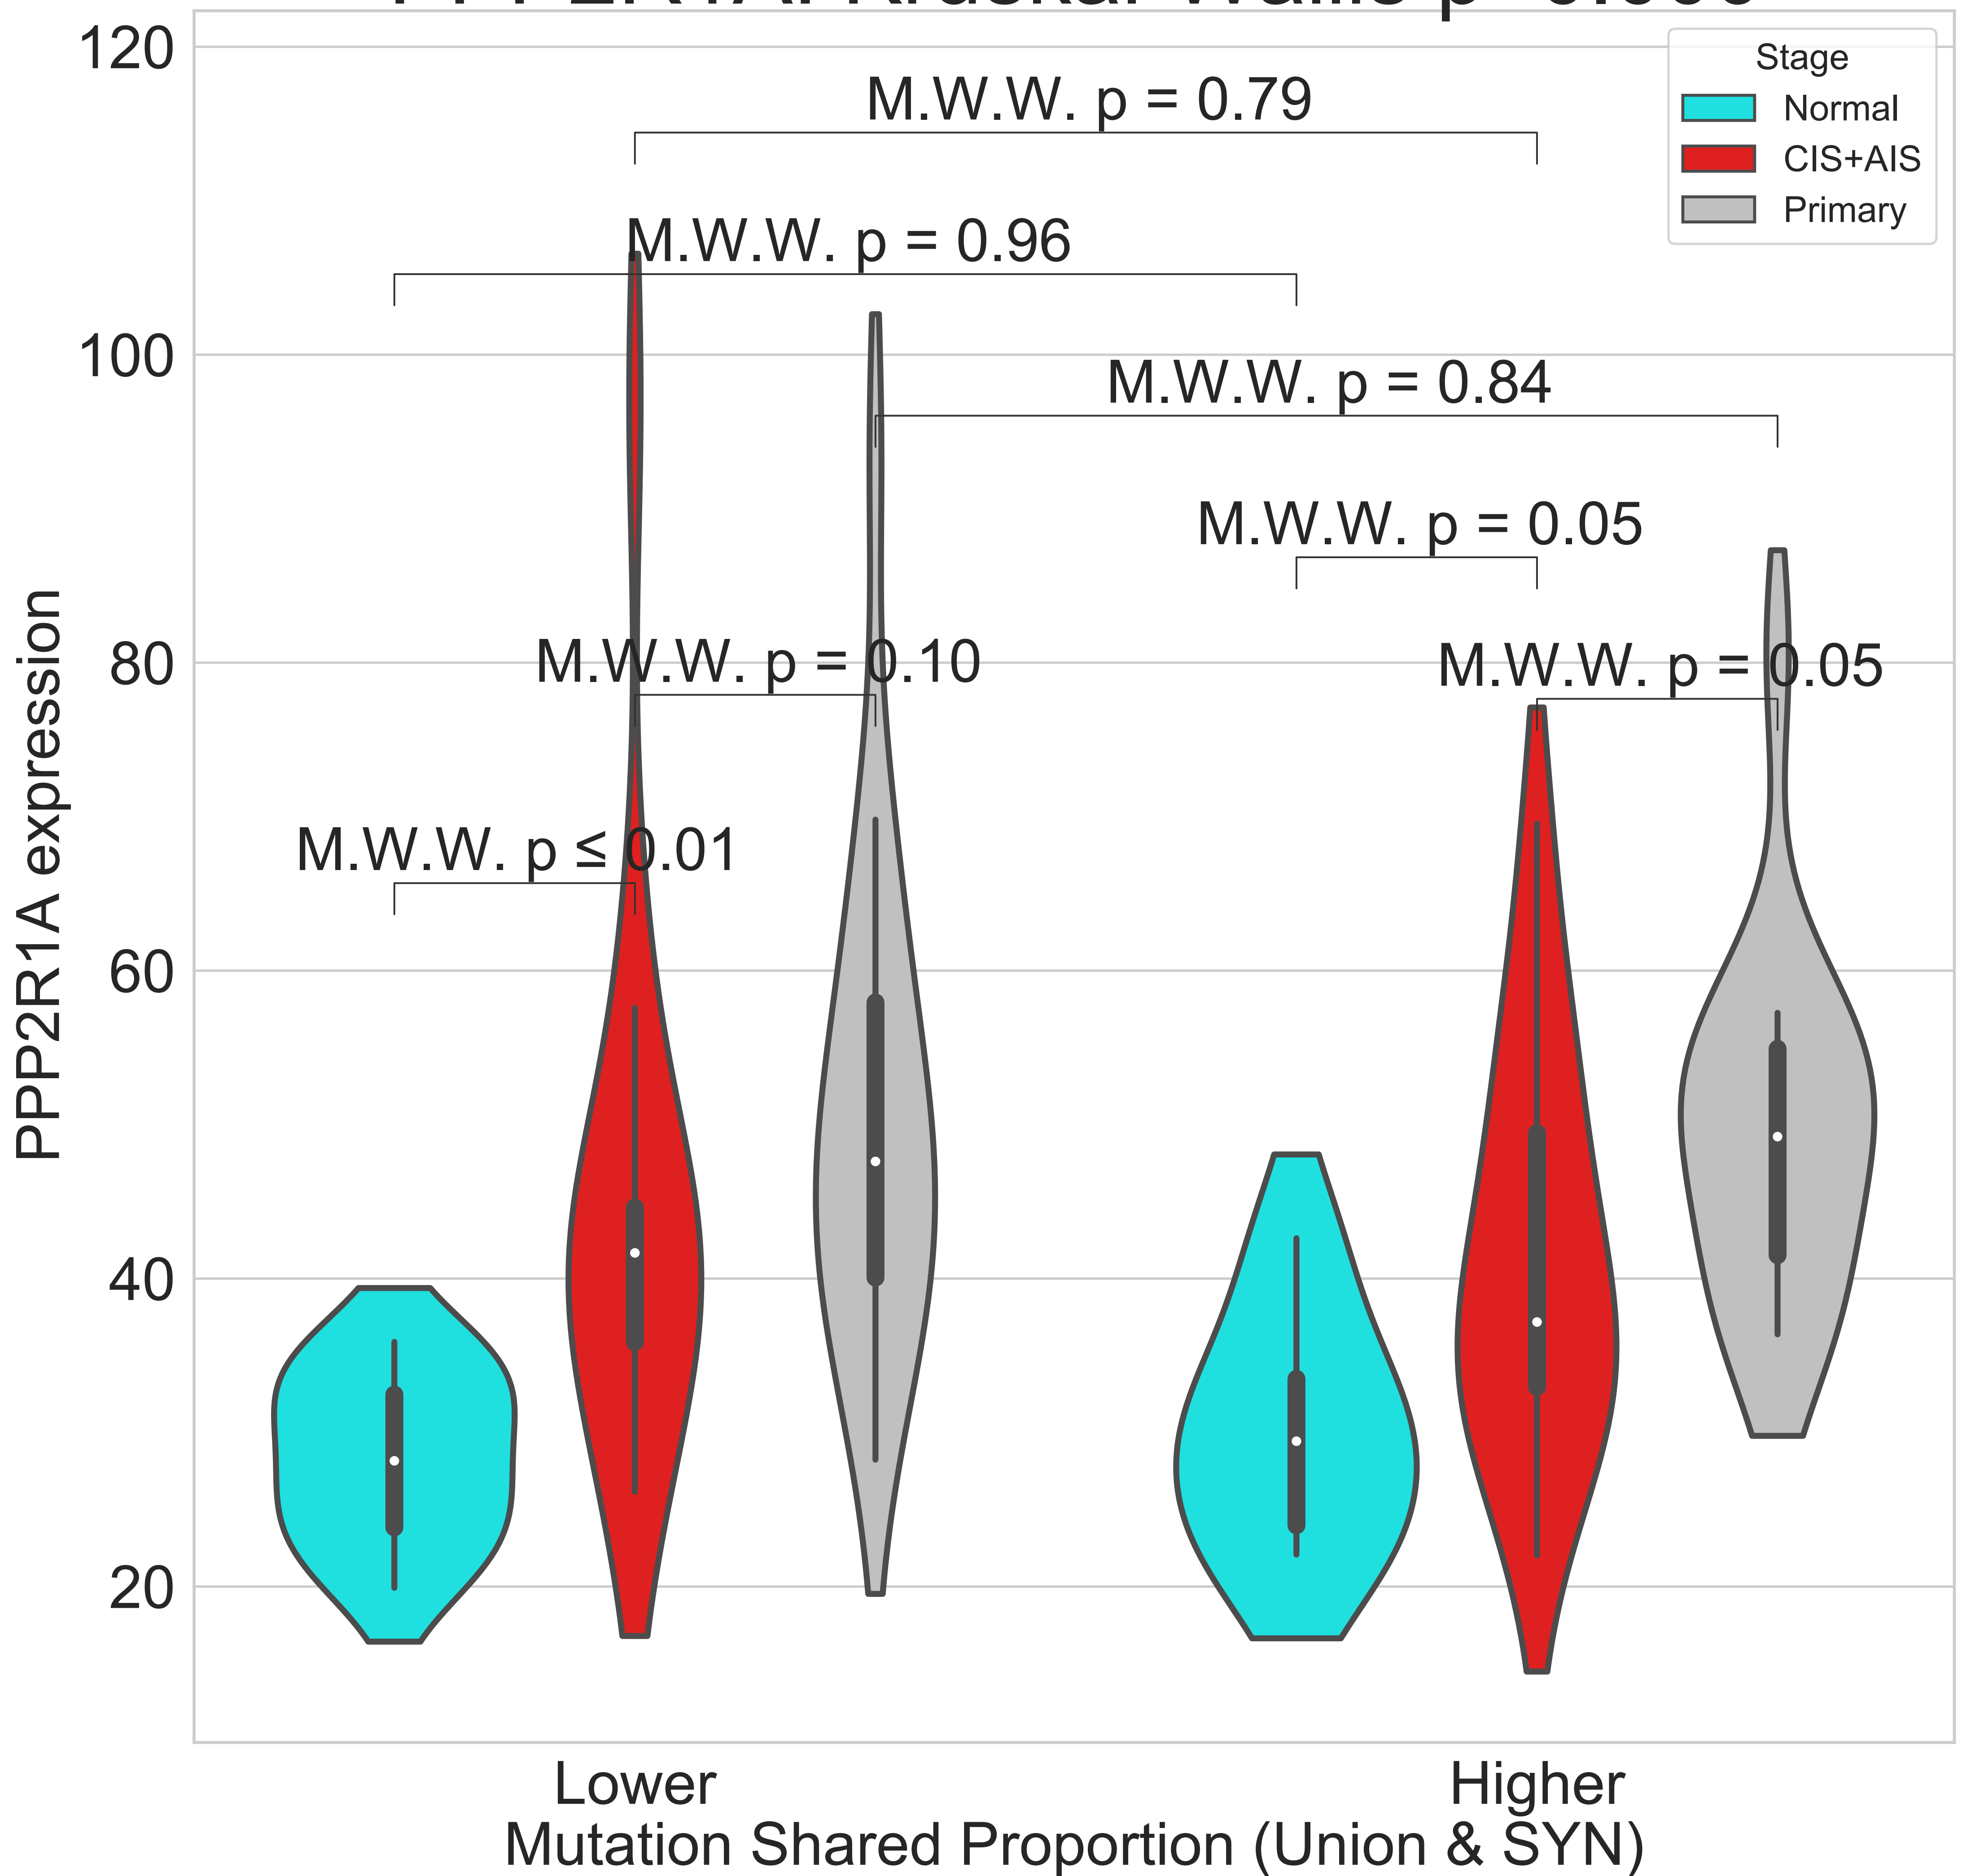 120
100
80
60
40
20
PPP2R1A expression
M.W.W. p = 0.79
M.W.W. p = 0.96
M.W.W. p = 0.84
M.W.W. p = 0.05
M.W.W. p = 0.10
M.W.W. p = 0.05
M.W.W. p ≤ 0.01
Stage
Normal
CIS+AIS
Primary
Lower
Higher
Mutation Shared Proportion (Union & SYN)